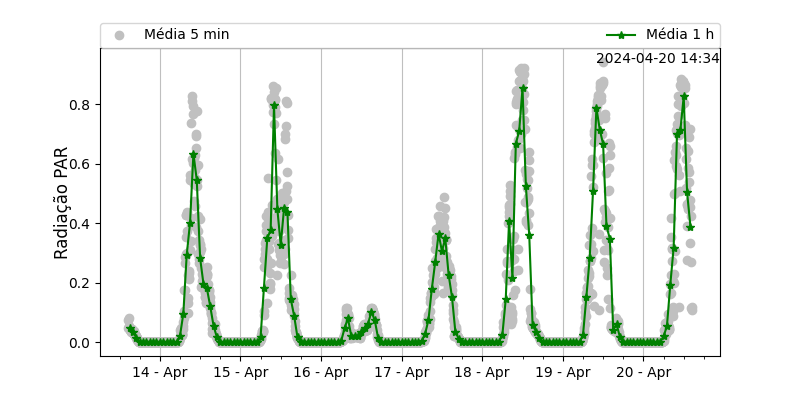 Média 5 min    Média 1 h
2024-04-20 14:34
Radiação PAR
0.8
0.6
0.4
0.2
0.0
14 - Apr 15 - Apr 16 - Apr 17 - Apr 18 - Apr 19 - Apr 20 - Apr